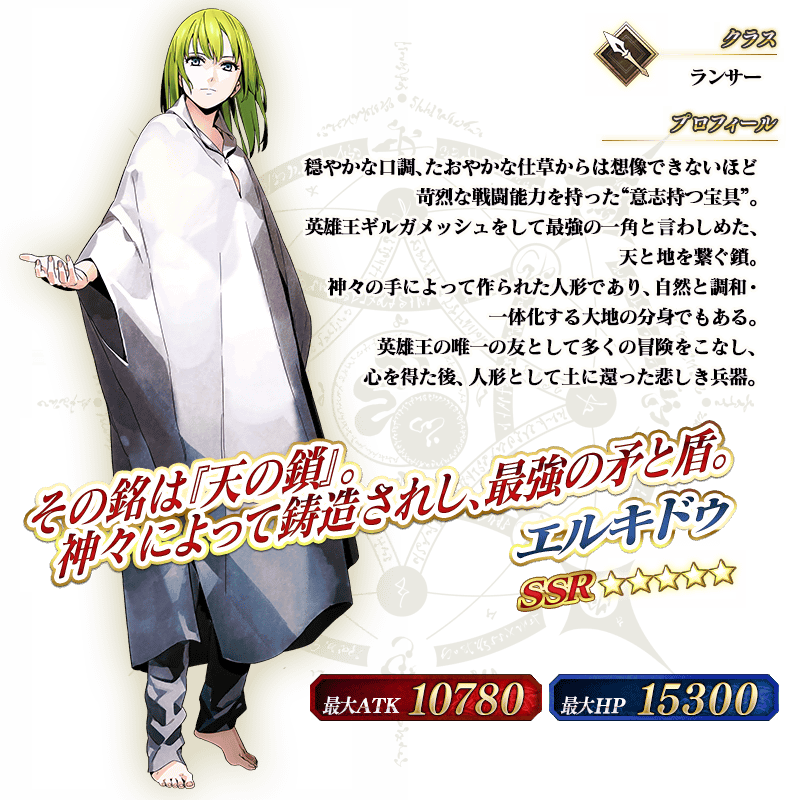 クラス
ランサー
プロフィール
穏やかな口調、たおやかな仕草からは想像できないほど
苛烈な戦闘能力を持った“意志持つ宝具”。
英雄王ギルガメッシュをして最強の一角と言わしめた、
天と地を繋ぐ鎖。
神々の手によって作られた人形であり、自然と調和・
一体化する大地の分身でもある。
英雄王の唯一の友として多くの冒険をこなし、
心を得た後、人形として土に還った悲しき兵器。
その銘は『天の鎖』。
神々によって鋳造されし、最強の矛と盾。
エルキドゥ
SSR ☆☆☆☆☆
最大ATK 10780
最大HP 15300